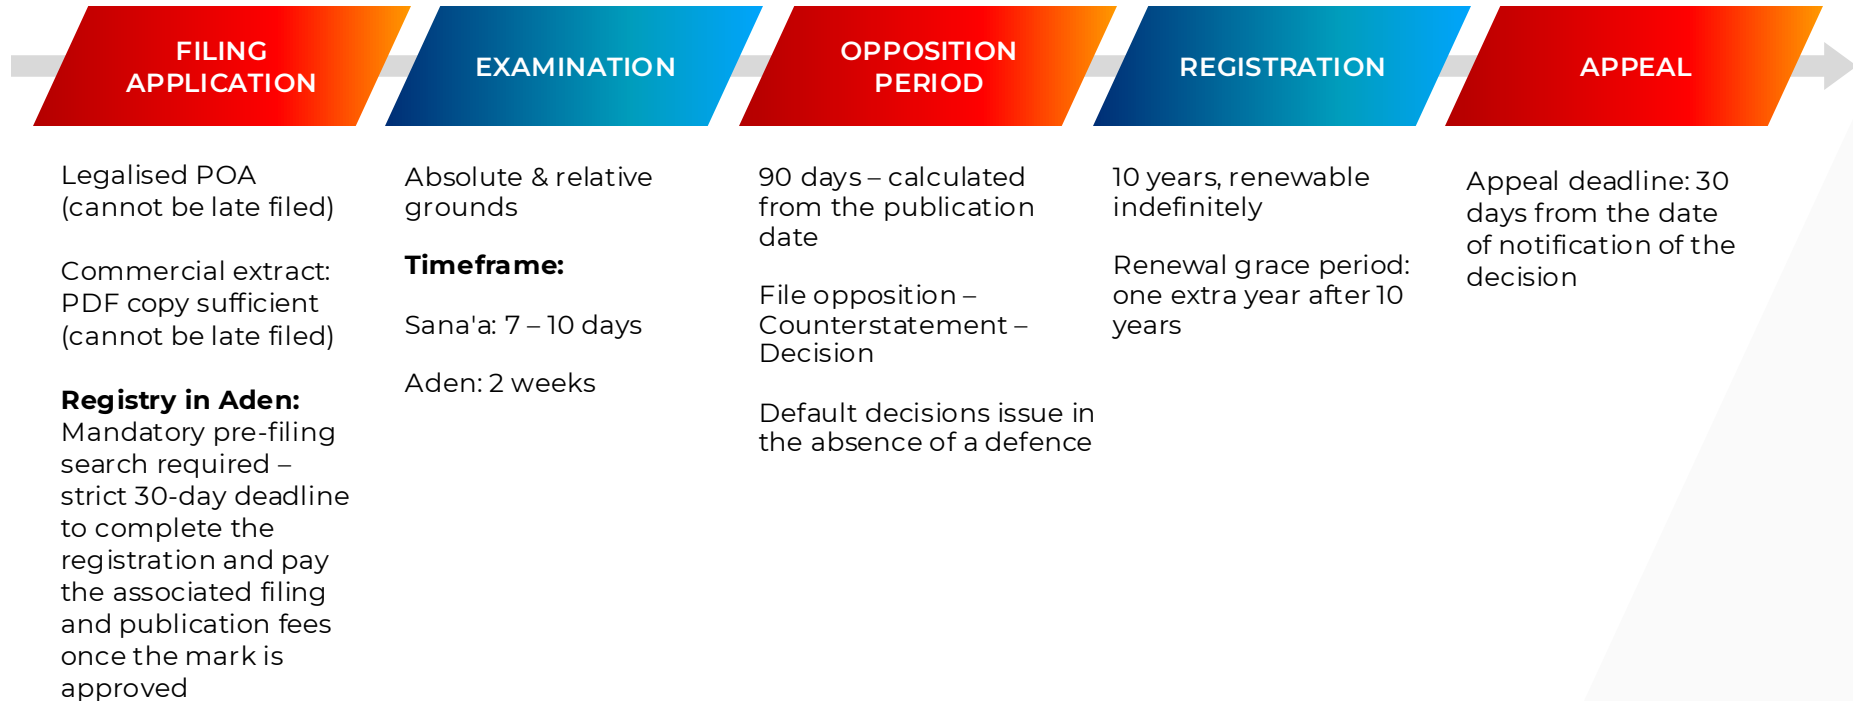 FILING
APPLICATION
EXAMINATION
OPPOSITION
PERIOD
REGISTRATION
APPEAL
Legalised POA
(cannot be late filed)
Commercial extract:
PDF copy sufficient
(cannot be late filed)
Registry in Aden:
Mandatory pre-filing
search required –
strict 30-day deadline
to complete the
registration and pay
the associated filing
and publication fees
once the mark is
approved
Absolute & relative
grounds
Timeframe:
Sana'a: 7 – 10 days
Aden: 2 weeks
90 days – calculated
from the publication
date
File opposition –
Counterstatement –
Decision
Default decisions issue in
the absence of a defence
10 years, renewable
indefinitely
Renewal grace period:
one extra year after 10
years
Appeal deadline: 30
days from the date
of notification of the
decision